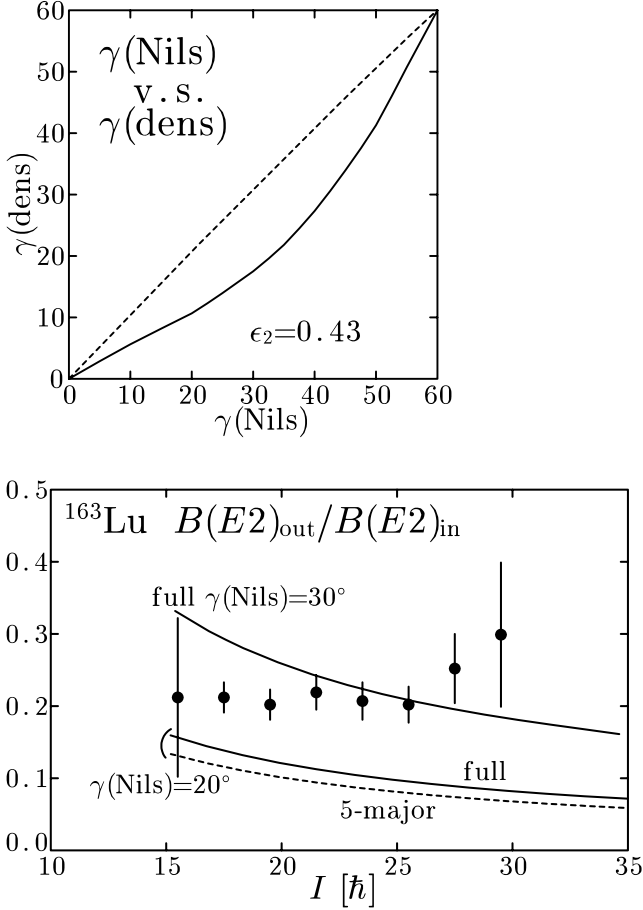 γ(Nils)
v.s.
γ(dens)
60
50
40
30
20
10
0
γ(dens)
ϵ₂=0.43
0 10 20 30 40 50 60
γ(Nils)
0.5
0.4
0.3
0.2
0.1
0.0
¹⁶³Lu B(E2)out/B(E2)in
full γ(Nils)=30°
γ(Nils)=20°
full
5-major
10 15 20 25 30 35
I [ℏ]